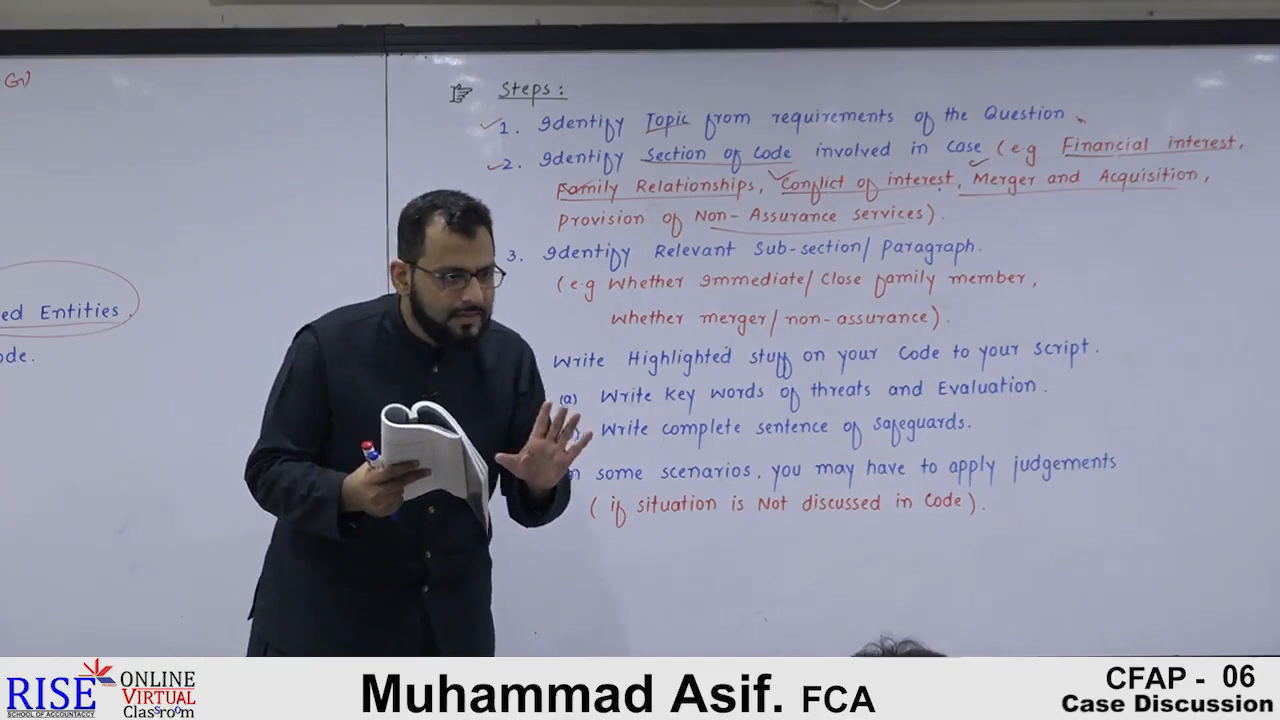 G1)
ed Entities.
ode.
Steps:
1. Identify Topic from requirements of the Question
2. Identify Section of Code involved in case (eg Financial interest,
Family Relationships, Conflict of interest, Merger and Acquisition,
provision of Non-Assurance services).
3. Identify Relevant Sub-section/ paragraph.
(e.g whether Immediate/ Close family member,
whether merger/ non-assurance).
Write Highlighted stuff on your Code to your script.
(a) Write key words of threats and Evaluation.
Write complete sentence of safeguards.
n some scenarios, you may have to apply judgements
( if situation is Not discussed in Code).
RISE
SCHOOL OF ACCOUNTANCY
ONLINE
VIRTUAL
Classroom
Muhammad Asif. FCA
CFAP - 06
Case Discussion